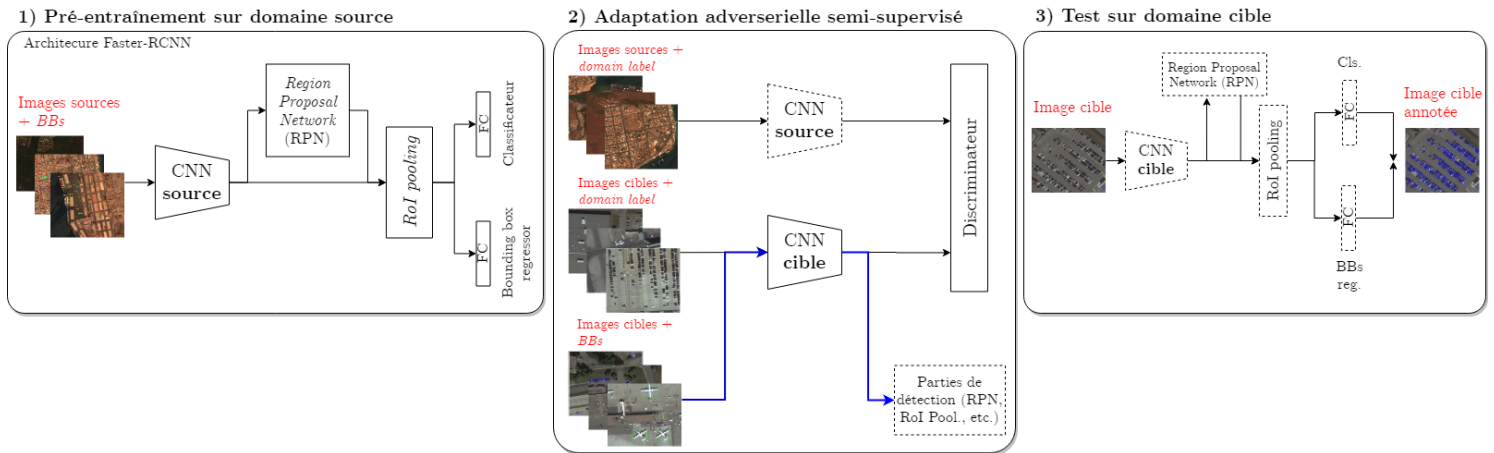 1) Pré-entraînement sur domaine source
Architecure Faster-RCNN
Images sources
+ BBs
CNN
source
Region
Proposal
Network
(RPN)
RoI pooling
FC
Classificateur
FC
Bounding box
regressor
2) Adaptation adverserielle semi-supervisé
Images sources +
domain label
CNN
source
Images cibles +
domain label
CNN
cible
Discriminateur
Images cibles +
BBs
Parties de
détection (RPN,
RoI Pool., etc.)
3) Test sur domaine cible
Image cible
CNN
cible
Region Proposal
Network (RPN)
RoI pooling
Cls.
FC
FC
BBs
reg.
Image cible
annotée